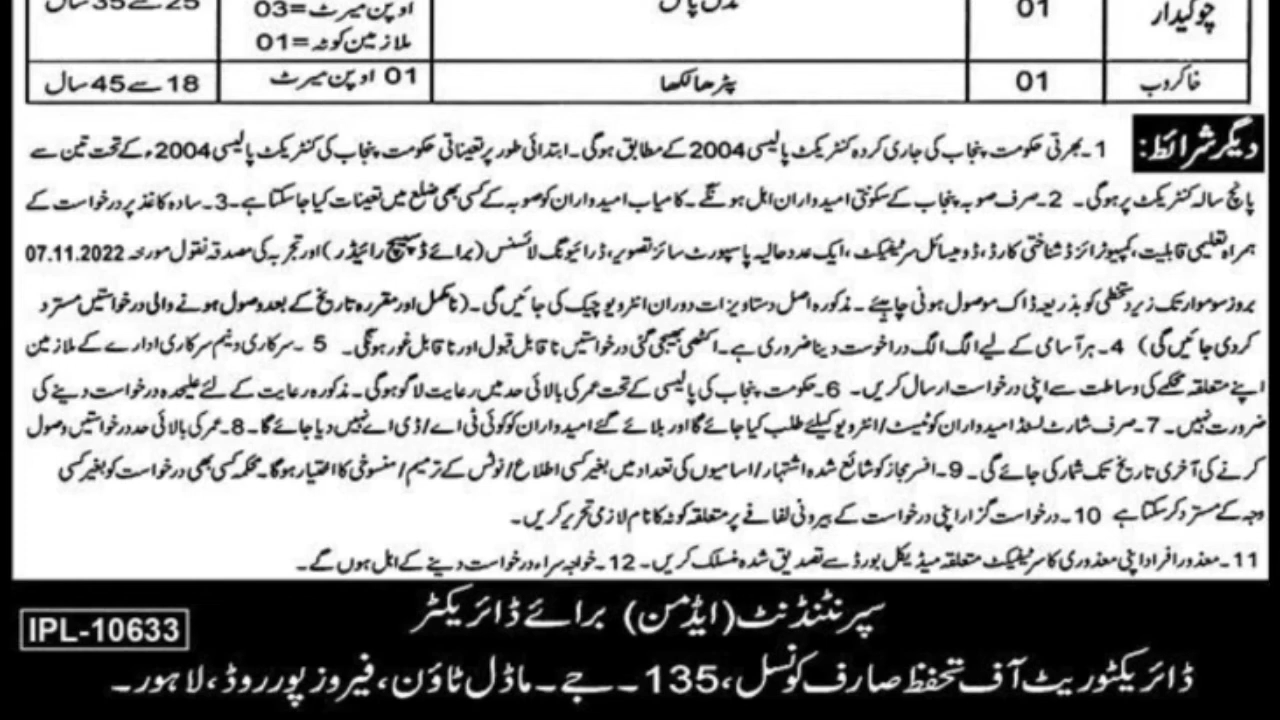 چوکیدار 01 مڈل پاس اوپن میرٹ=03 25 سے 35 سال
ملازمین کوٹہ=01
خاکروب 01 پڑھا لکھا 01 اوپن میرٹ 18 سے 45 سال
دیگر شرائط: 1۔بھرتی حکومت پنجاب کی جاری کردہ کنٹریکٹ پالیسی 2004 کے مطابق ہوگی۔ابتدائی طور پر تعیناتی حکومت پنجاب کی کنٹریکٹ پالیسی 2004ء کے تحت تین سے
پانچ سالہ کنٹریکٹ پر ہوگی۔ 2۔صرف صوبہ پنجاب کے سکونتی امیدواران اہل ہونگے۔کامیاب امیدواران کو صوبہ کے کسی بھی ضلع میں تعینات کیا جاسکتا ہے۔3۔سادہ کاغذ پر درخواست کے
ہمراہ تعلیمی قابلیت، کمپیوٹرائزڈ شناختی کارڈ، ڈومیسائل سرٹیفکیٹ، ایک عدد حالیہ پاسپورٹ سائز تصویر، ڈرائیونگ لائسنس (برائے ڈسپیچ رائیڈر) اور تجربہ کی مصدقہ نقول مورخہ 07.11.2022
بروز سوموار تک زیر دستخطی کو بذریعہ ڈاک موصول ہونی چاہیئے۔ مذکورہ اصل دستاویزات دوران انٹرویو چیک کی جائیں گی۔ (نامکمل اور مقررہ تاریخ کے بعد وصول ہونے والی درخواستیں مسترد
کردی جائیں گی) 4۔ ہر آسامی کے لیے الگ الگ دراخوست دینا ضروری ہے۔اکٹھی بھیجی گئی درخواستیں ناقابل قبول اور ناقابل غور ہونگی۔ 5۔سرکاری و نیم سرکاری ادارے کے ملازمین
اپنے متعلقہ محکمے کی وساطت سے اپنی درخواست ارسال کریں۔ 6۔حکومت پنجاب کی پالیسی کے تحت عمر کی بالائی حد میں رعایت لاگو ہوگی۔ مذکورہ رعایت کے لئے علیحدہ درخواست دینے کی
ضرورت نہیں۔7۔صرف شارٹ لسٹڈ امیدواران کو ٹیسٹ/انٹرویو کیلئے طلب کیا جائے گا اور بلائے گئے امیدواران کو کوئی ٹی اے/ڈی اے نہیں دیا جائے گا۔8۔عمر کی بالائی حد درخواستیں وصول
کرنے کی آخری تاریخ تک شمار کی جائے گی۔ 9۔افسر مجاز کو شائع شدہ اشتہار/اسامیوں کی تعداد میں بغیر کسی اطلاع/نوٹس کے ترمیم/منسوخی کا اختیار ہوگا۔محکمہ کسی بھی درخواست کو بغیر کسی
وجہ کے مسترد کرسکتا ہے 10۔درخواست گزار اپنی درخواست کے بیرونی لفافے پر متعلقہ کوٹہ کا نام لازمی تحریر کریں۔
11۔معذور افراد اپنی معذوری کا سرٹیفکیٹ متعلقہ میڈیکل بورڈ سے تصدیق شدہ منسلک کریں۔12۔خواجہ سراء درخواست دینے کے اہل ہوں گے۔
سپرنٹنڈنٹ (ایڈمن) برائے ڈائریکٹر
IPL-10633
ڈائریکٹوریٹ آف تحفظ صارف کونسل، 135۔جے۔ماڈل ٹاؤن، فیروز پور روڈ، لاہور۔